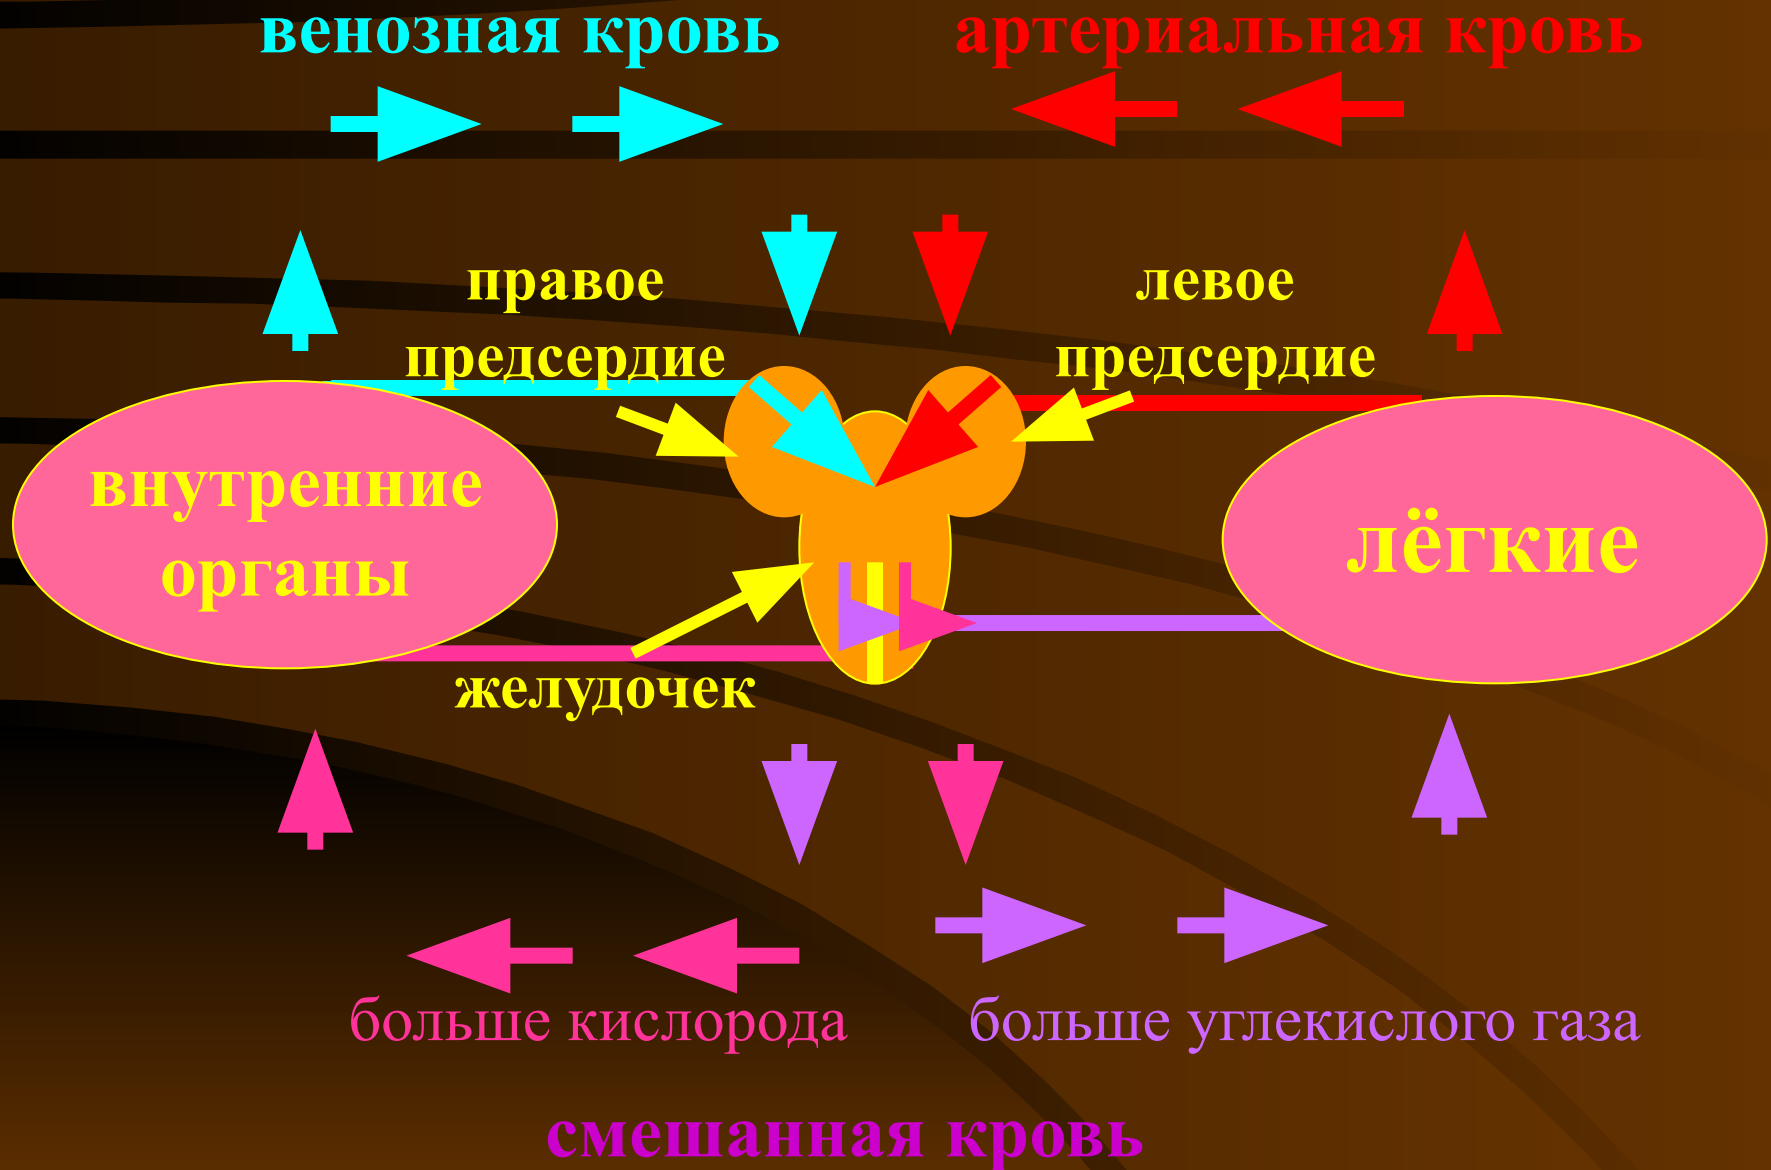 венозная кровь
артериальная кровь
правое
предсердие
левое
предсердие
внутренние
органы
лёгкие
желудочек
больше кислорода
больше углекислого газа
смешанная кровь